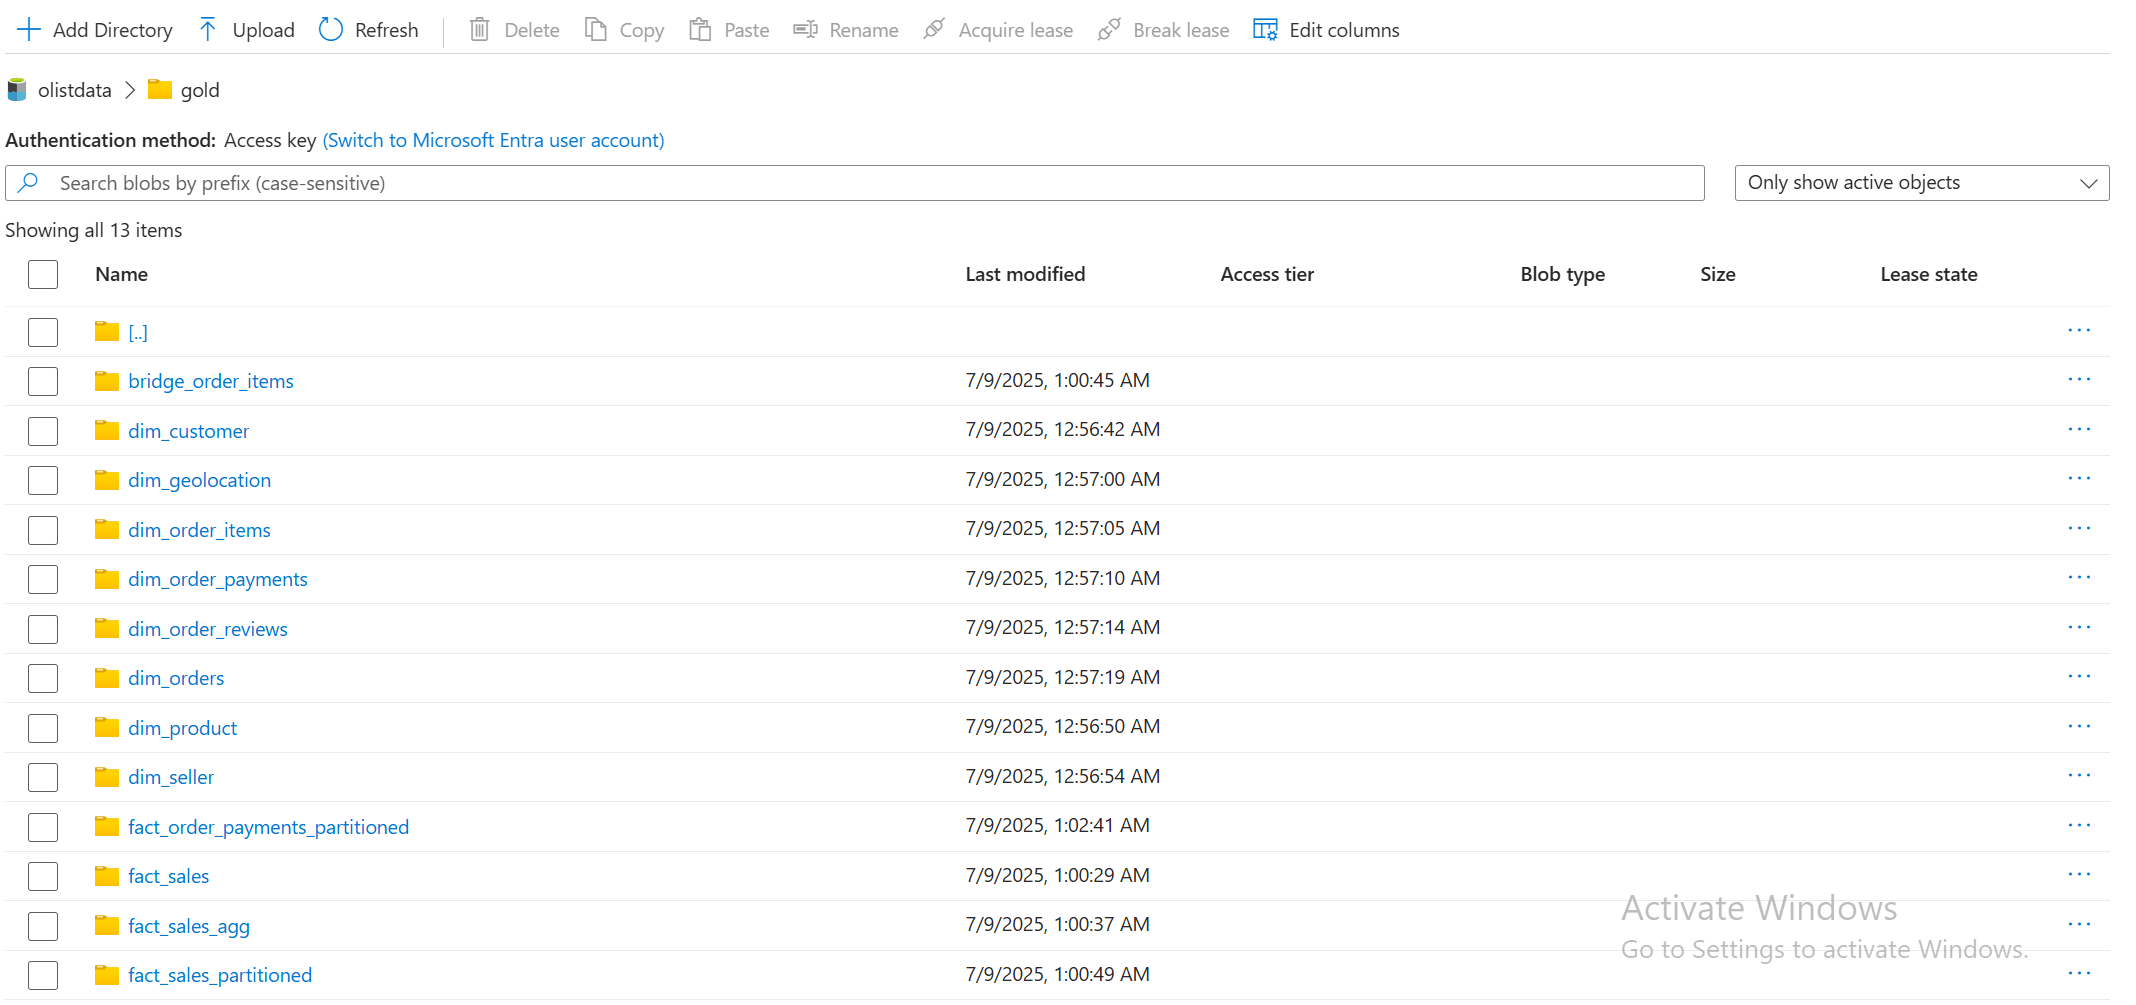 Add Directory Upload Refresh Delete Copy Paste Rename Acquire lease Break lease Edit columns
olistdata > gold
Authentication method: Access key (Switch to Microsoft Entra user account)
Search blobs by prefix (case-sensitive) Only show active objects
Showing all 13 items
Name Last modified Access tier Blob type Size Lease state
[..] ...
bridge_order_items 7/9/2025, 1:00:45 AM ...
dim_customer 7/9/2025, 12:56:42 AM ...
dim_geolocation 7/9/2025, 12:57:00 AM ...
dim_order_items 7/9/2025, 12:57:05 AM ...
dim_order_payments 7/9/2025, 12:57:10 AM ...
dim_order_reviews 7/9/2025, 12:57:14 AM ...
dim_orders 7/9/2025, 12:57:19 AM ...
dim_product 7/9/2025, 12:56:50 AM ...
dim_seller 7/9/2025, 12:56:54 AM ...
fact_order_payments_partitioned 7/9/2025, 1:02:41 AM ...
fact_sales 7/9/2025, 1:00:29 AM ...
fact_sales_agg 7/9/2025, 1:00:37 AM ...
fact_sales_partitioned 7/9/2025, 1:00:49 AM ...
Activate Windows
Go to Settings to activate Windows.